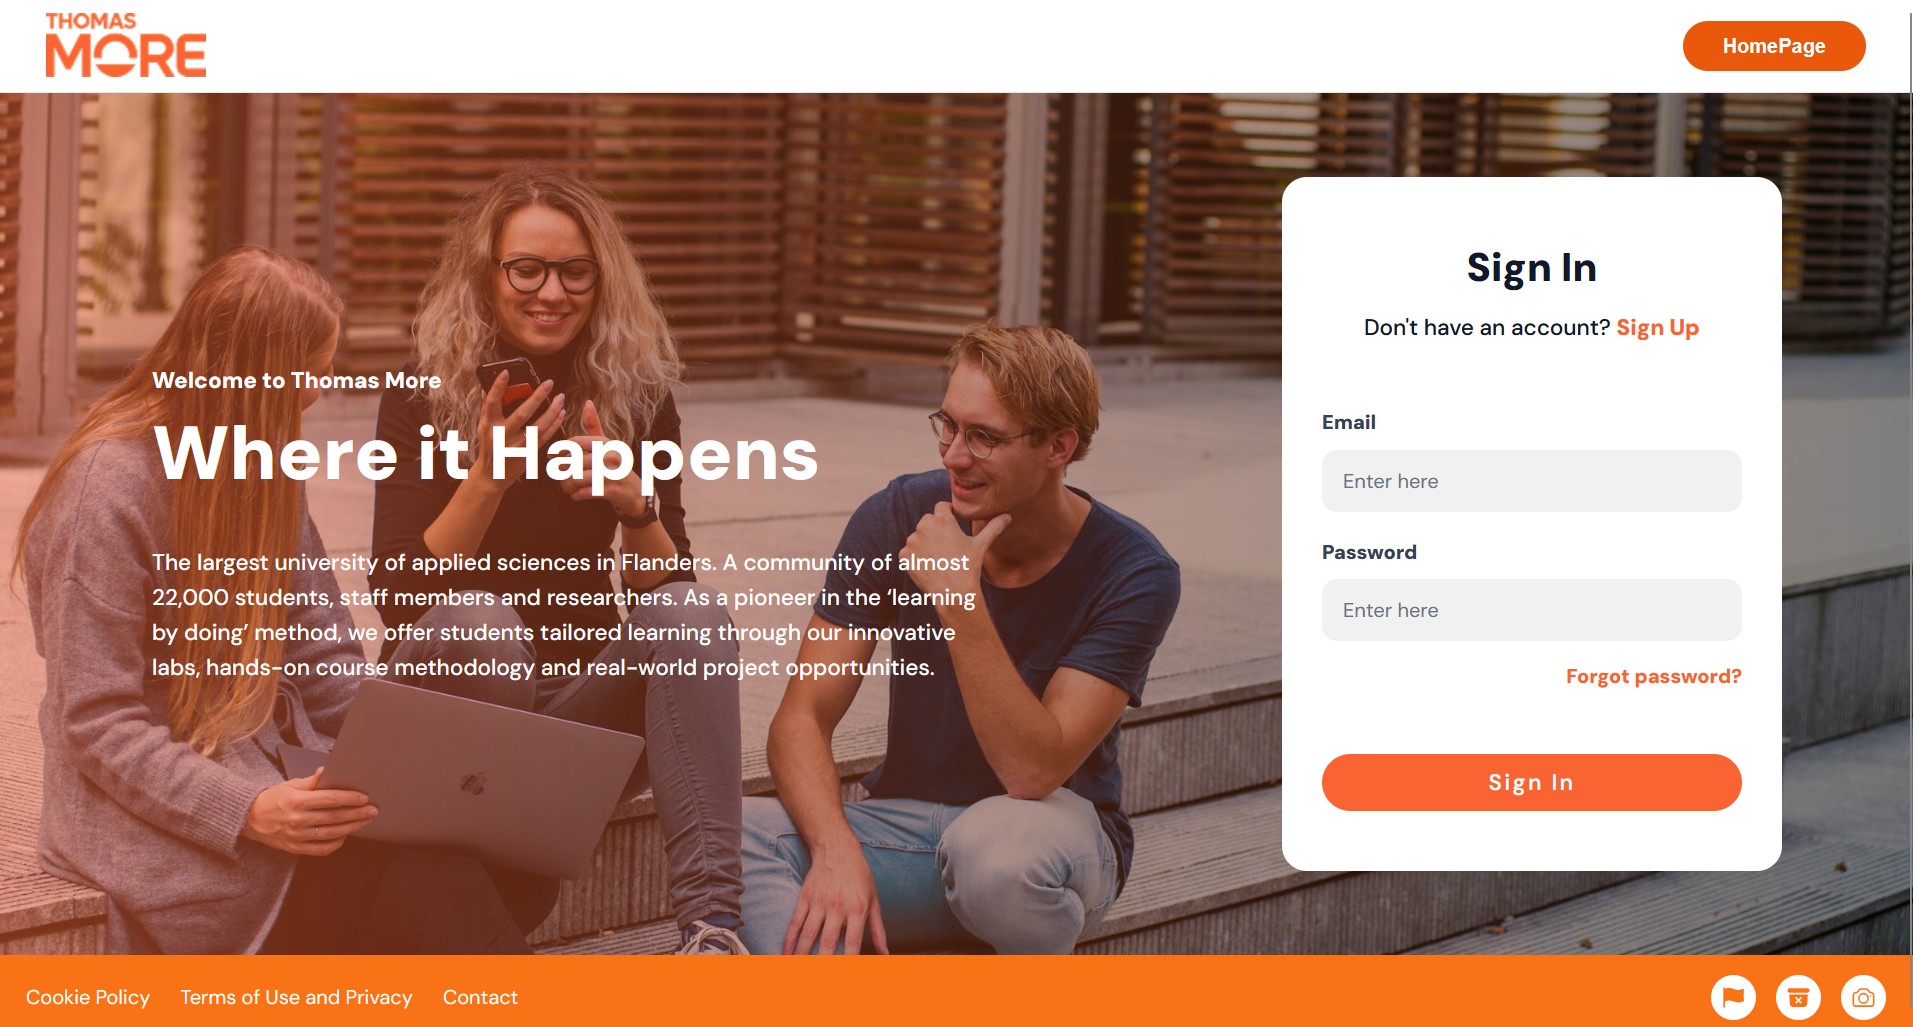 THOMAS
MORE
HomePage
Welcome to Thomas More
Where it Happens
The largest university of applied sciences in Flanders. A community of almost
22,000 students, staff members and researchers. As a pioneer in the ‘learning
by doing’ method, we offer students tailored learning through our innovative
labs, hands-on course methodology and real-world project opportunities.
Sign In
Don't have an account? Sign Up
Email
Enter here
Password
Enter here
Forgot password?
Sign In
Cookie Policy
Terms of Use and Privacy
Contact